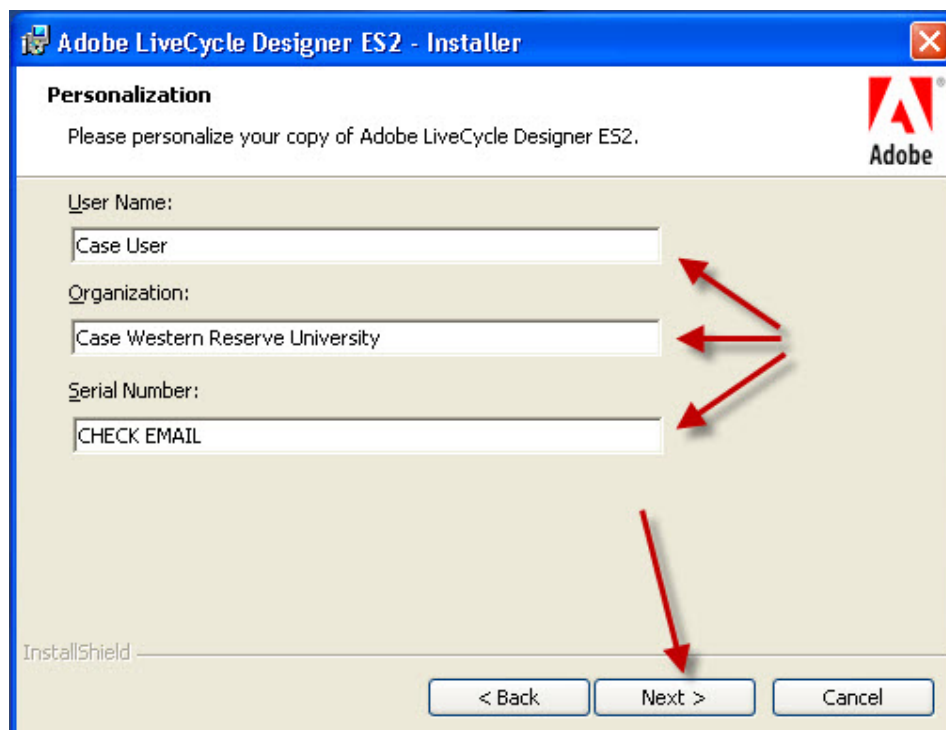 Adobe LiveCycle Designer ES2 - Installer
Personalization
Please personalize your copy of Adobe LiveCycle Designer ES2.
Adobe
User Name:
Case User
Organization:
Case Western Reserve University
Serial Number:
CHECK EMAIL
InstallShield
< Back
Next >
Cancel